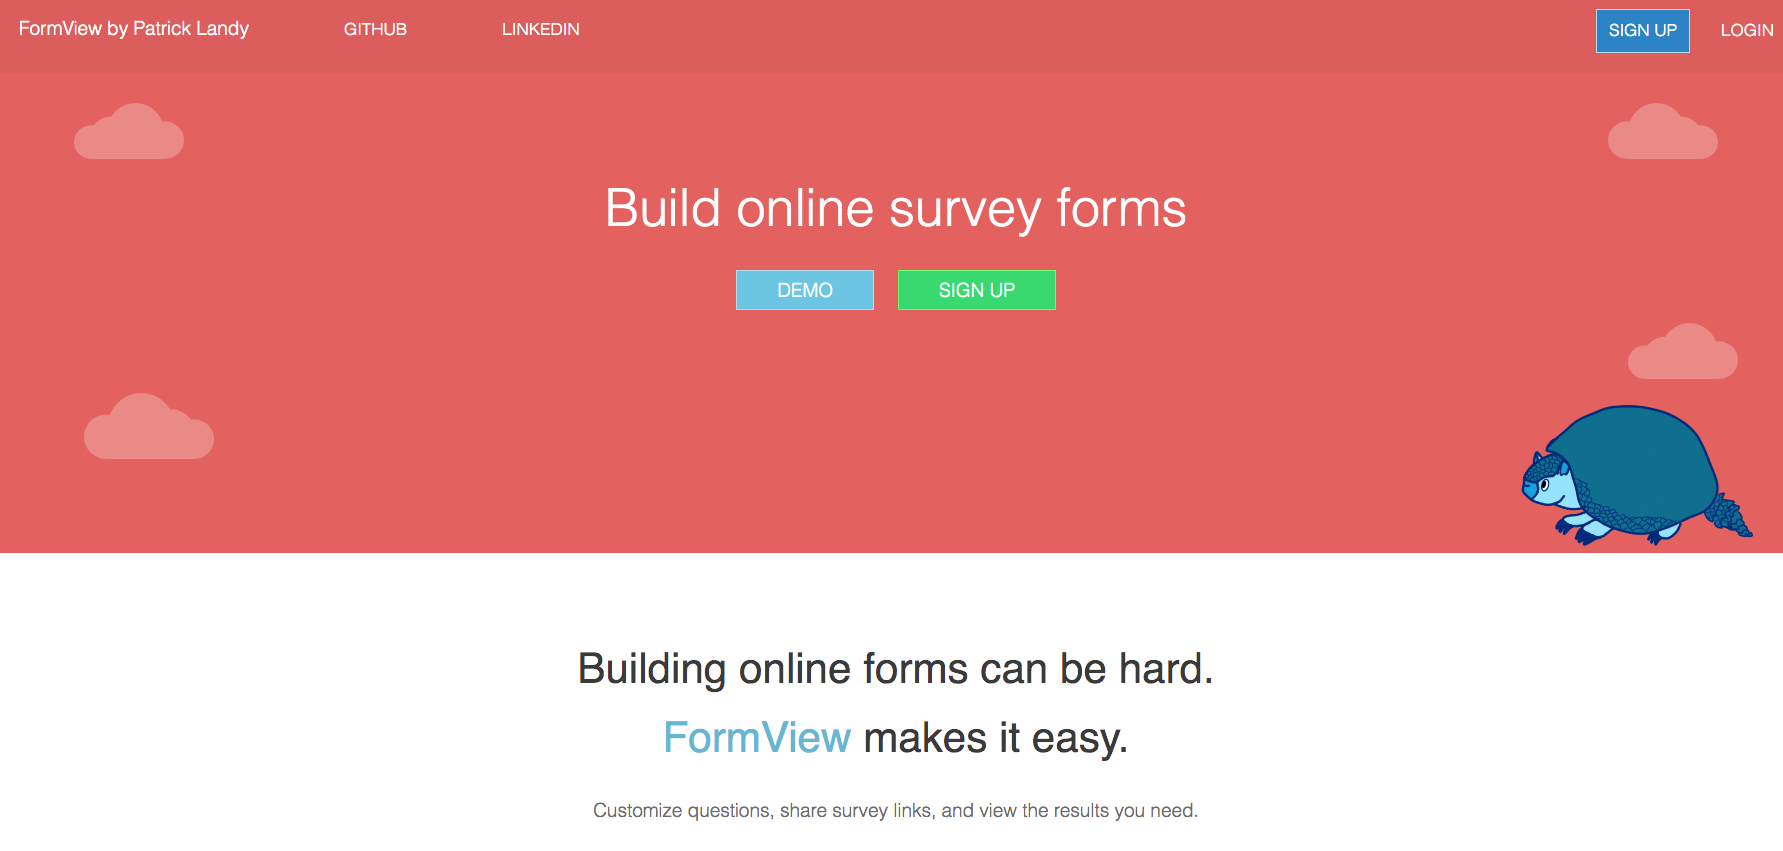 FormView by Patrick Landy
GITHUB
LINKEDIN
SIGN UP
LOGIN
Build online survey forms
DEMO
SIGN UP
Building online forms can be hard.
FormView makes it easy.
Customize questions, share survey links, and view the results you need.